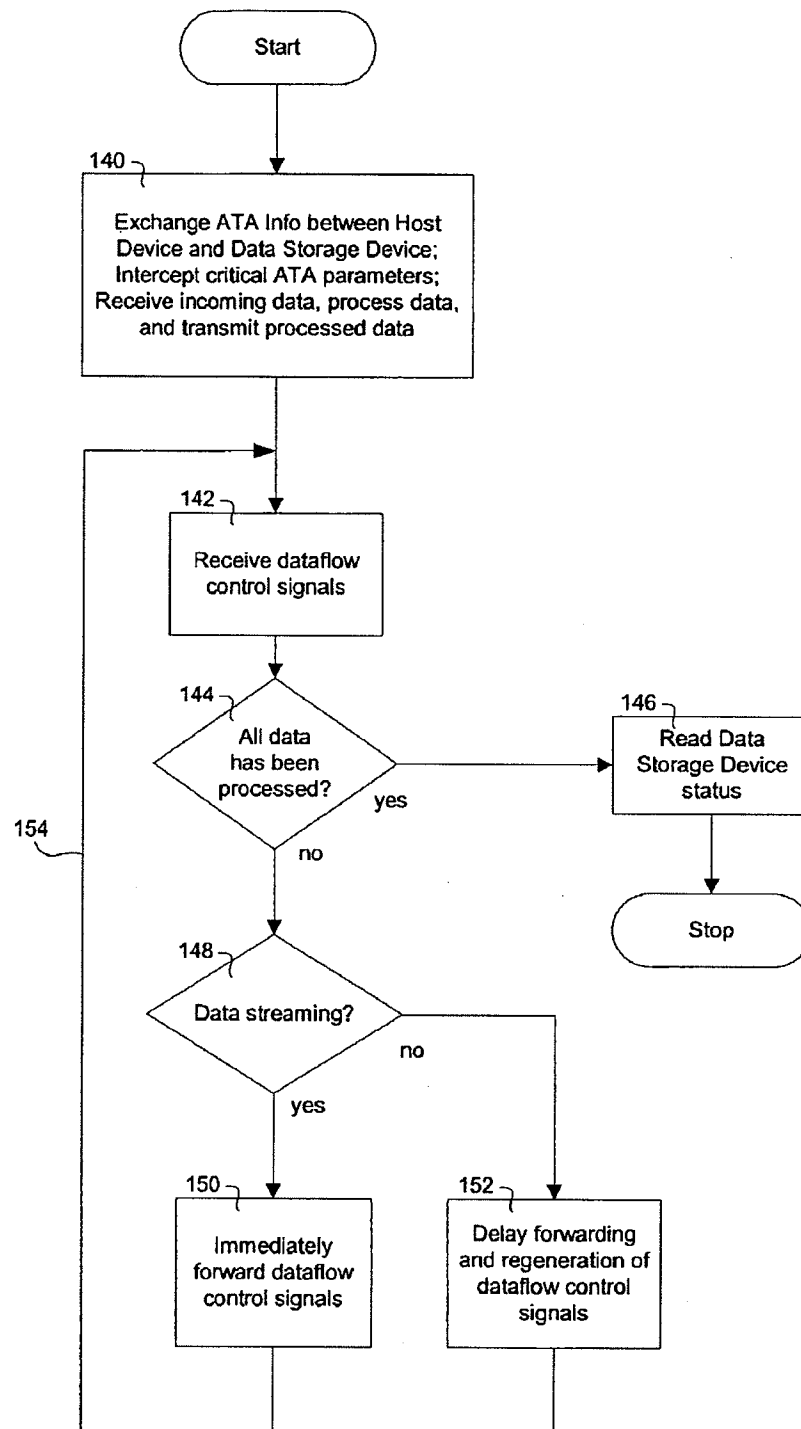 Start
140
Exchange ATA Info between Host
Device and Data Storage Device;
Intercept critical ATA parameters;
Receive incoming data, process data,
and transmit processed data
142
Receive dataflow
control signals
144
All data
has been
processed?
yes
no
146
Read Data
Storage Device
status
Stop
154
148
Data streaming?
no
yes
150
Immediately
forward dataflow
control signals
152
Delay forwarding
and regeneration of
dataflow control
signals